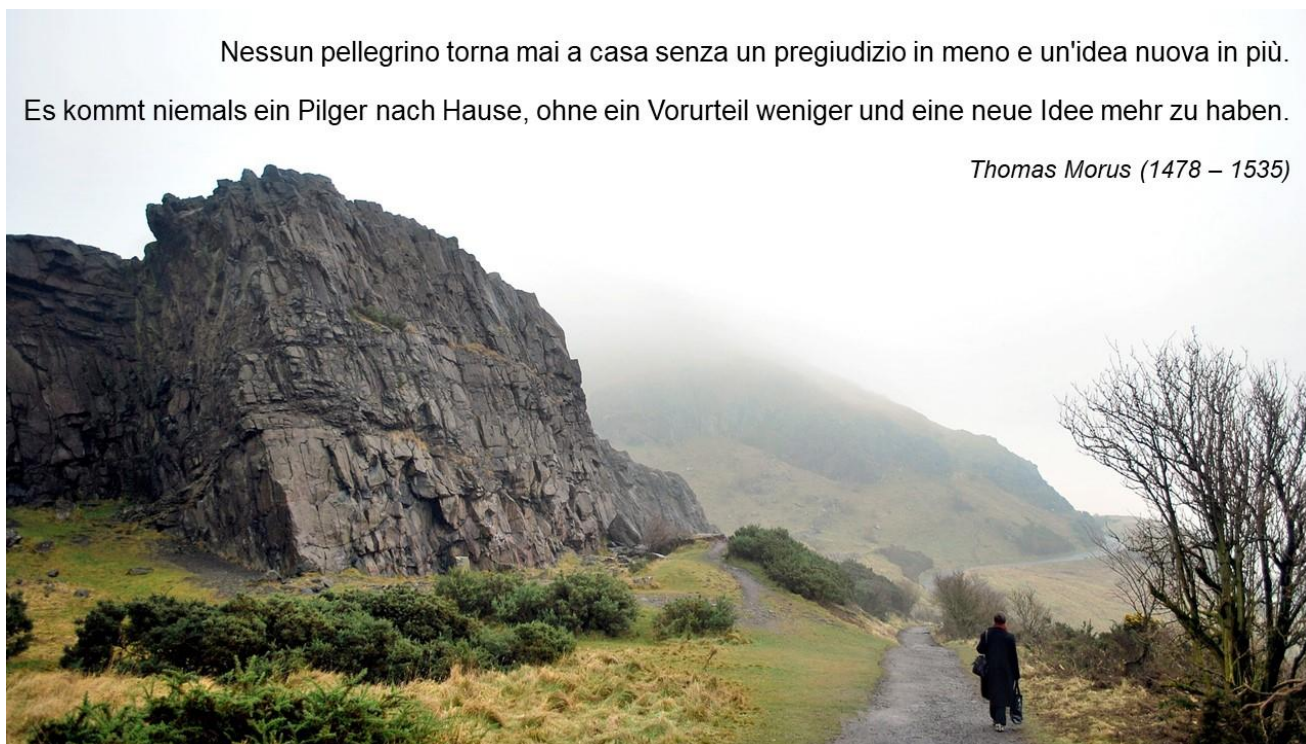 Nessun pellegrino torna mai a casa senza un pregiudizio in meno e un'idea nuova in più.
Es kommt niemals ein Pilger nach Hause, ohne ein Vorurteil weniger und eine neue Idee mehr zu haben.
Thomas Morus (1478 – 1535)